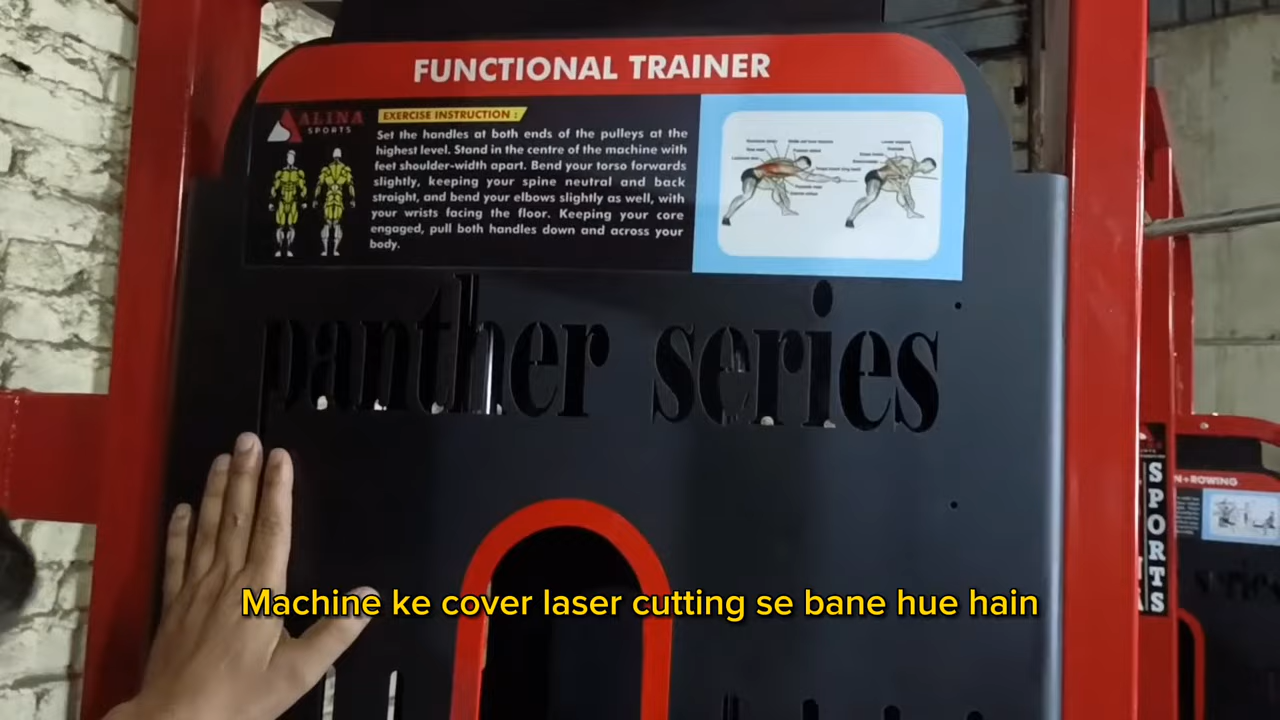 FUNCTIONAL TRAINER
ALINA
SPORTS
EXERCISE INSTRUCTION :
Set the handles at both ends of the pulleys at the
highest level. Stand in the centre of the machine with
feet shoulder-width apart. Bend your torso forwards
slightly, keeping your spine neutral and back
straight, and bend your elbows slightly as well, with
your wrists facing the floor. Keeping your core
engaged, pull both handles down and across your
body.
panther series
SPORTS
N+ROWING
series
Machine ke cover laser cutting se bane hue hain